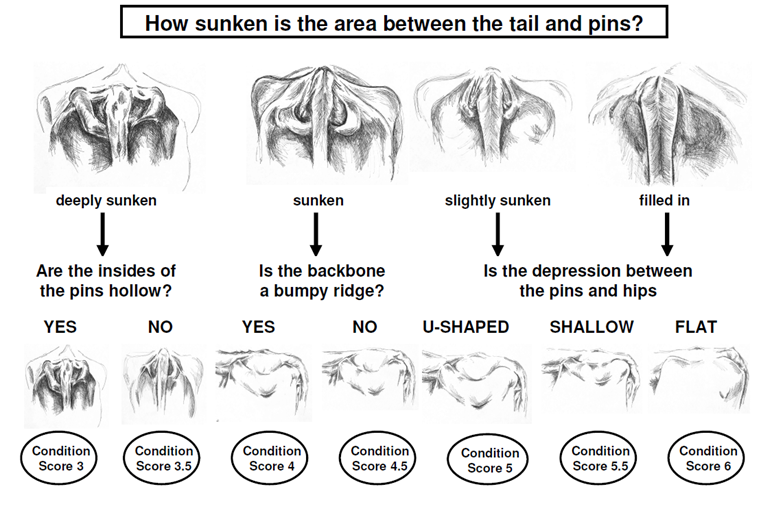 How sunken is the area between the tail and pins?
deeply sunken
sunken
slightly sunken
filled in
Are the insides of
the pins hollow?
Is the backbone
a bumpy ridge?
Is the depression between
the pins and hips
YES
NO
YES
NO
U-SHAPED
SHALLOW
FLAT
Condition
Score 3
Condition
Score 3.5
Condition
Score 4
Condition
Score 4.5
Condition
Score 5
Condition
Score 5.5
Condition
Score 6